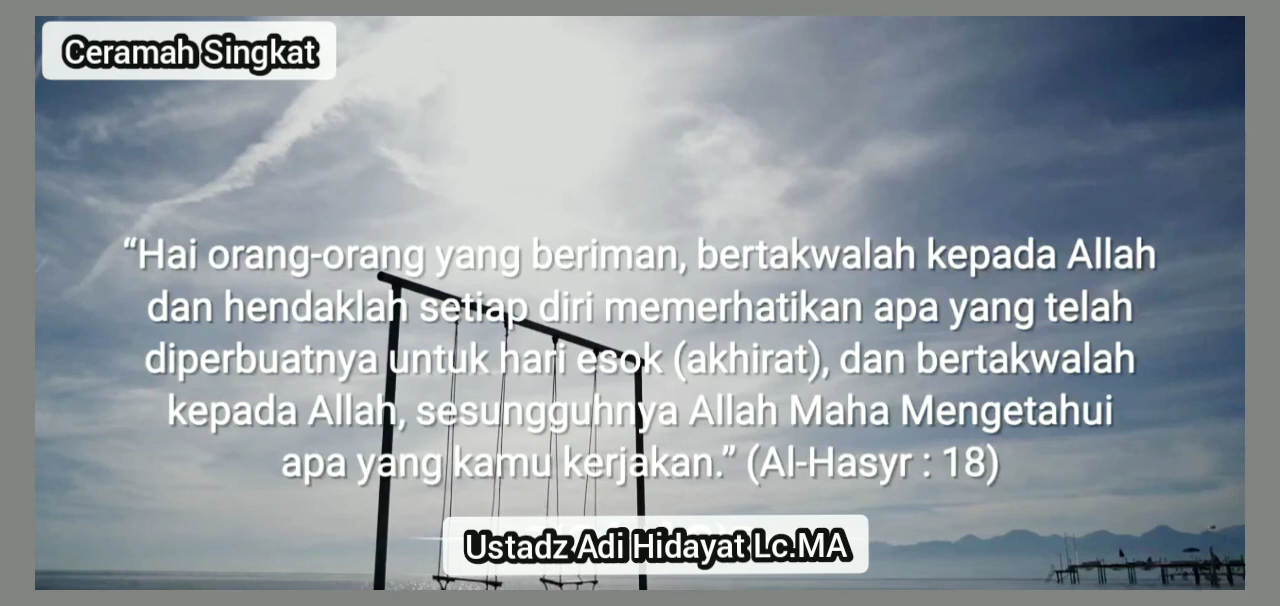 Ceramah Singkat
“Hai orang-orang yang beriman, bertakwalah kepada Allah
dan hendaklah setiap diri memerhatikan apa yang telah
diperbuatnya untuk hari esok (akhirat), dan bertakwalah
kepada Allah, sesungguhnya Allah Maha Mengetahui
apa yang kamu kerjakan.” (Al-Hasyr : 18)
Ustadz Adi Hidayat Lc.MA